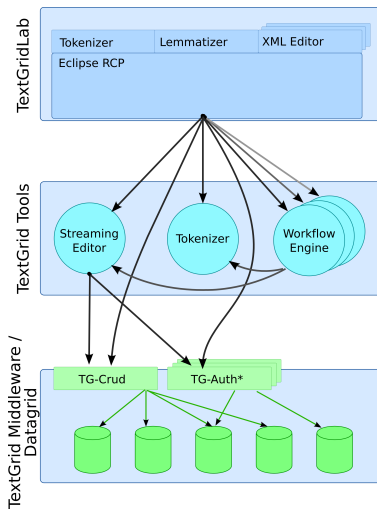 TextGridLab
Tokenizer
Lemmatizer
XML Editor
Eclipse RCP
TextGrid Tools
Streaming
Editor
Tokenizer
Workflow
Engine
TextGrid Middleware /
Datagrid
TG-Crud
TG-Auth*